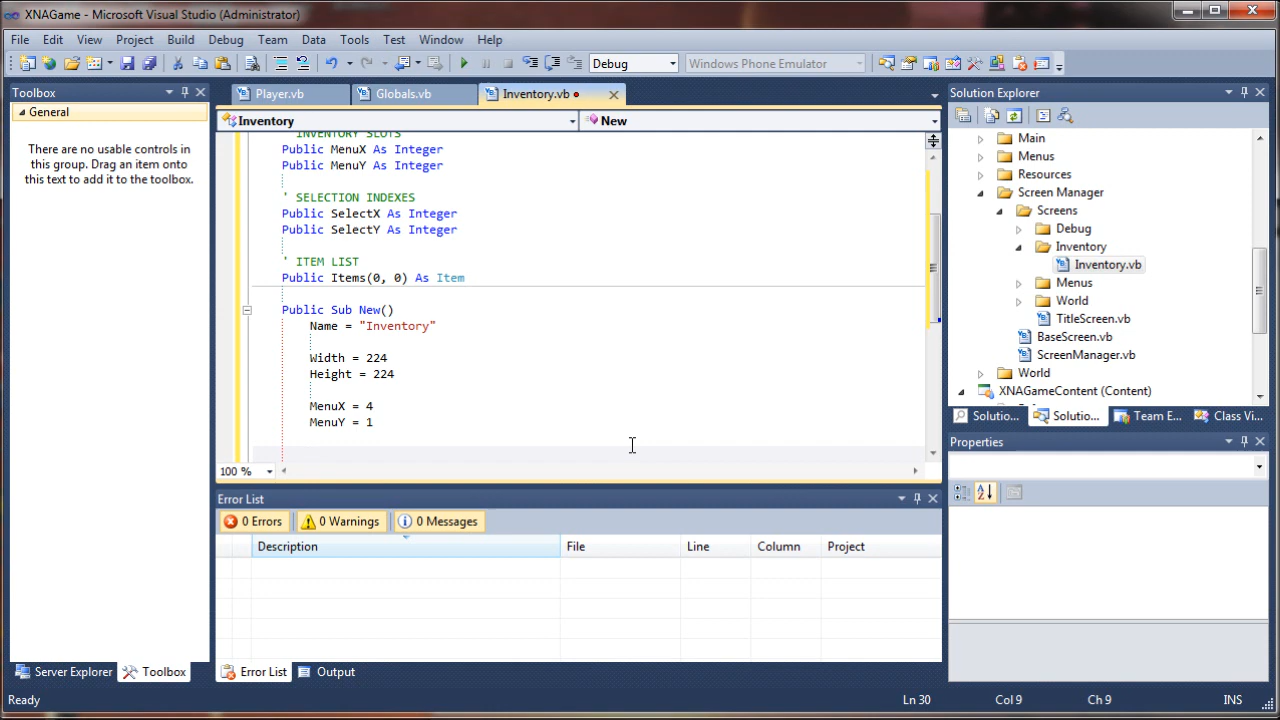 XNAGame - Microsoft Visual Studio (Administrator)
File Edit View Project Build Debug Team Data Tools Test Window Help
Debug Windows Phone Emulator
Toolbox
General
There are no usable controls in
this group. Drag an item onto
this text to add it to the toolbox.
Server Explorer Toolbox
Player.vb Globals.vb Inventory.vb
Inventory New
' INVENTORY SLOTS
Public MenuX As Integer
Public MenuY As Integer
' SELECTION INDEXES
Public SelectX As Integer
Public SelectY As Integer
' ITEM LIST
Public Items(0, 0) As Item
Public Sub New()
Name = "Inventory"
Width = 224
Height = 224
MenuX = 4
MenuY = 1
100 %
Error List
0 Errors 0 Warnings 0 Messages
Description File Line Column Project
Error List Output
Solution Explorer
Main
Menus
Resources
Screen Manager
Screens
Debug
Inventory
Inventory.vb
Menus
World
TitleScreen.vb
BaseScreen.vb
ScreenManager.vb
World
XNAGameContent (Content)
Solutio... Solutio... Team E... Class Vi...
Properties
Ready Ln 30 Col 9 Ch 9 INS